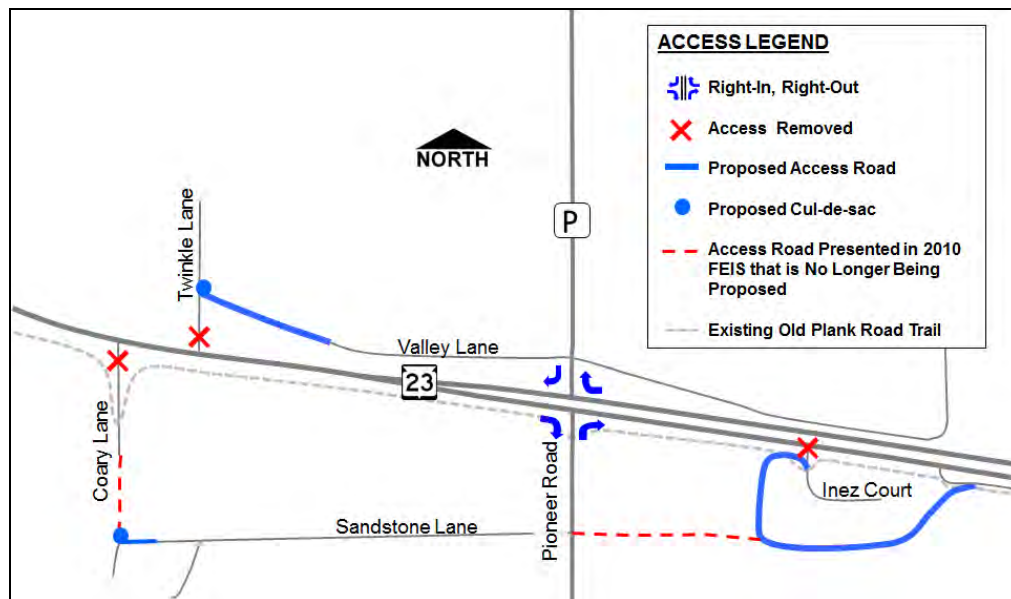 ACCESS LEGEND
Right-In, Right-Out
Access Removed
Proposed Access Road
Proposed Cul-de-sac
Access Road Presented in 2010
FEIS that is No Longer Being
Proposed
Existing Old Plank Road Trail
NORTH
P
Twinkle Lane
Valley Lane
23
Coary Lane
Pioneer Road
Inez Court
Sandstone Lane